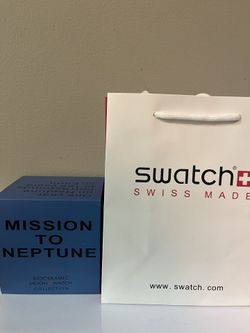 MISSION
TO
NEPTUNE
BIOCERAMIC
MOONSWATCH
COLLECTION
swatch
SWISS MADE
www. swatch. com